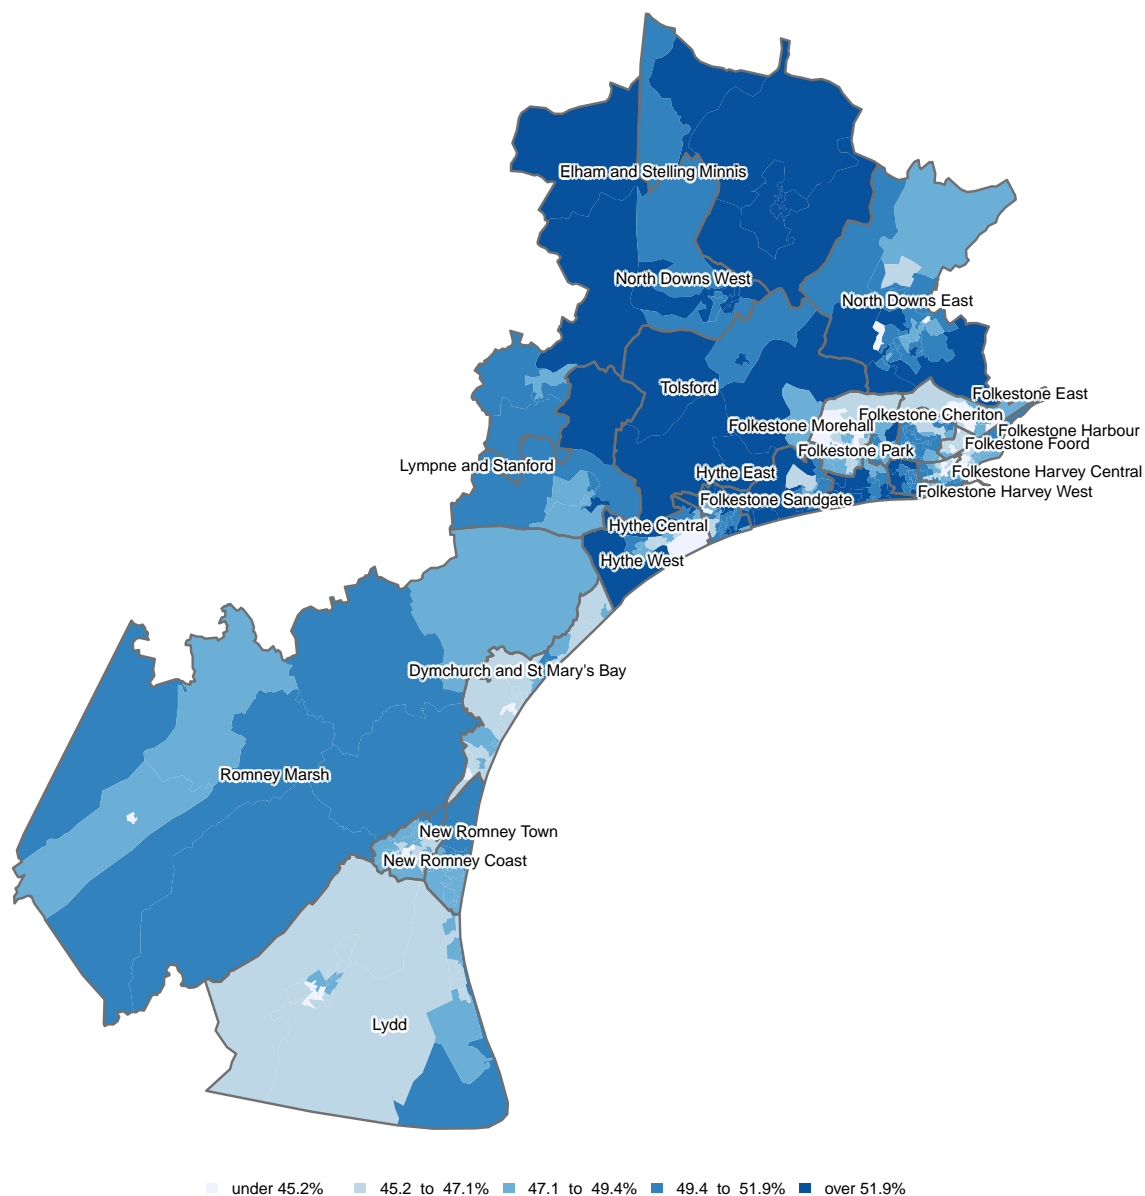 Elham and Stelling Minnis
North Downs West
North Downs East
Tolsford
Folkestone East
Folkestone Cheriton
Folkestone Morehall
Folkestone Harbour
Folkestone Foord
Folkestone Park
Lympne and Stanford
Hythe East
Folkestone Harvey Central
Folkestone Harvey West
Folkestone Sandgate
Hythe Central
Hythe West
Dymchurch and St Mary's Bay
Romney Marsh
New Romney Town
New Romney Coast
Lydd
under 45.2% 45.2 to 47.1% 47.1 to 49.4% 49.4 to 51.9% over 51.9%